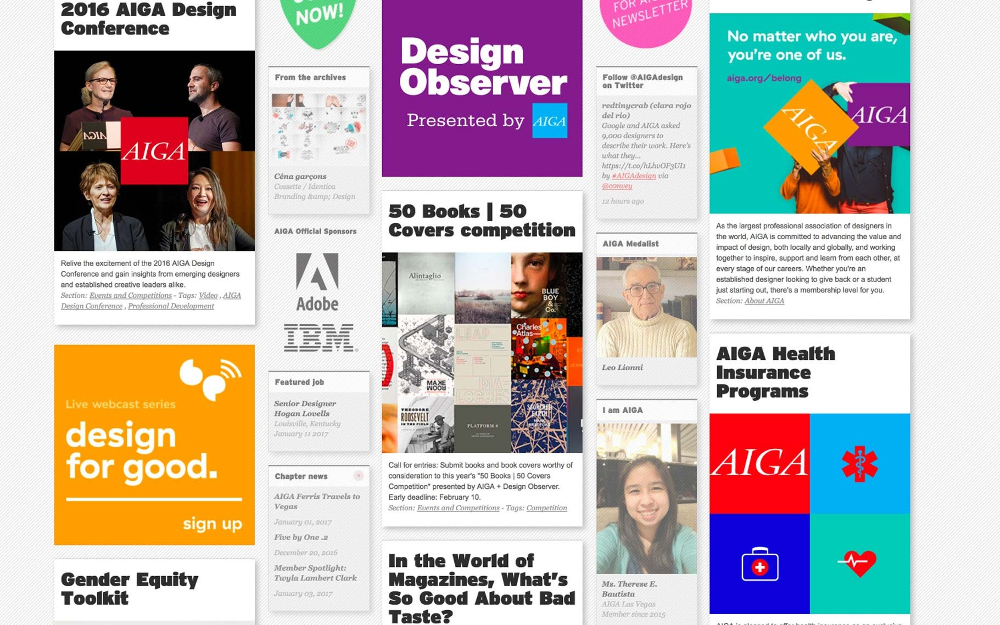 2016 AIGA Design
Conference
AIGA
AIGA
Relive the excitement of the 2016 AIGA Design
Conference and gain insights from emerging designers
and established creative leaders alike.
Section: Events and Competitions - Tags: Video , AIGA
Design Conference , Professional Development
Live webcast series
design
for good.
sign up
Gender Equity
Toolkit
NOW!
From the archives
Céna garçons
Cossette / Identica
Branding &amp; Design
AIGA Official Sponsors
Adobe
IBM
Featured job
Senior Designer
Hogan Lovells
Louisville, Kentucky
January 11 2017
Chapter news
AIGA Ferris Travels to
Vegas
January 01, 2017
Five by One .2
December 20, 2016
Member Spotlight:
Twyla Lambert Clark
January 03, 2017
Design
Observer
Presented by AIGA
50 Books | 50
Covers competition
Alintaglio
BLUE
BOY
&
Co.
Charles
Atlas
LEAP
DIA-
LOGUES
MAKE
ROOM
THEODORE
ROOSEVELT
IN THE FIELD
PLATFORM 8
SCORCHED
EARTH
Call for entries: Submit books and book covers worthy of
consideration to this year's "50 Books | 50 Covers
Competition" presented by AIGA + Design Observer.
Early deadline: February 10.
Section: Events and Competitions - Tags: Competition
In the World of
Magazines, What's
So Good About Bad
Taste?
NEWSLETTER
Follow @AIGAdesign
on Twitter
redtinycrab (clara rojo
del rio)
Google and AIGA asked
9,000 designers to
describe their work. Here's
what they...
https://t.co/hLhvOF3UI1
by #AIGAdesign via
@c0nvey
12 hours ago
AIGA Medalist
Leo Lionni
I am AIGA
Ms. Therese E.
Bautista
AIGA Las Vegas
Member since 2015
No matter who you are,
you're one of us.
aiga.org/belong
AIGA
AIGA
As the largest professional association of designers in
the world, AIGA is committed to advancing the value and
impact of design, both locally and globally, and working
together to inspire, support and learn from each other, at
every stage of our careers. Whether you're an
established designer looking to give back or a student
just starting out, there's a membership level for you.
Section: About AIGA
AIGA Health
Insurance
Programs
AIGA